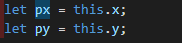 let px = this.x;
let py = this.y;